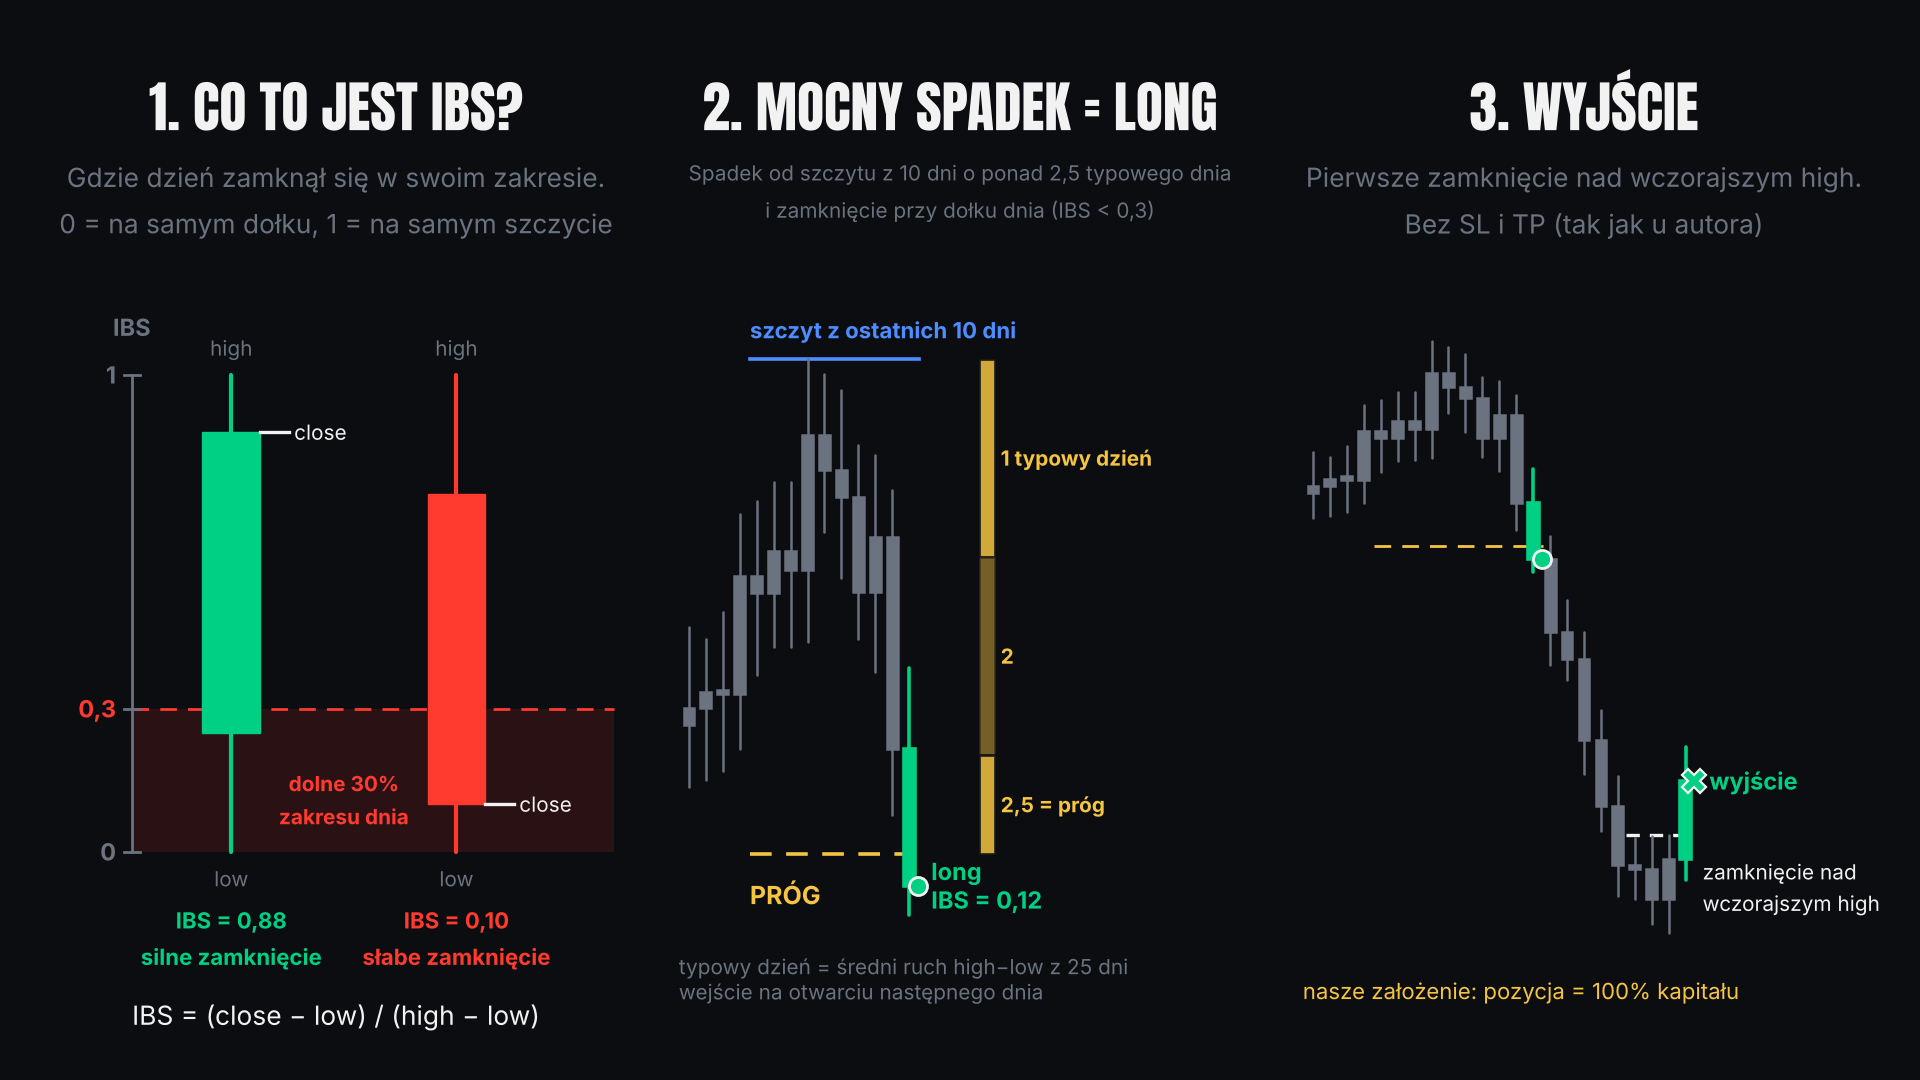 1. CO TO JEST IBS?
Gdzie dzień zamknął się w swoim zakresie.
0 = na samym dołku, 1 = na samym szczycie
IBS
high
high
1
close
0,3
dolne 30%
zakresu dnia
close
0
low
low
IBS = 0,88
silne zamknięcie
IBS = 0,10
słabe zamknięcie
IBS = (close − low) / (high − low)
2. MOCNY SPADEK = LONG
Spadek od szczytu z 10 dni o ponad 2,5 typowego dnia
i zamknięcie przy dołku dnia (IBS < 0,3)
szczyt z ostatnich 10 dni
1 typowy dzień
2
2,5 = próg
PRÓG
long
IBS = 0,12
typowy dzień = średni ruch high–low z 25 dni
wejście na otwarciu następnego dnia
3. WYJŚCIE
Pierwsze zamknięcie nad wczorajszym high.
Bez SL i TP (tak jak u autora)
wyjście
zamknięcie nad
wczorajszym high
nasze założenie: pozycja = 100% kapitału